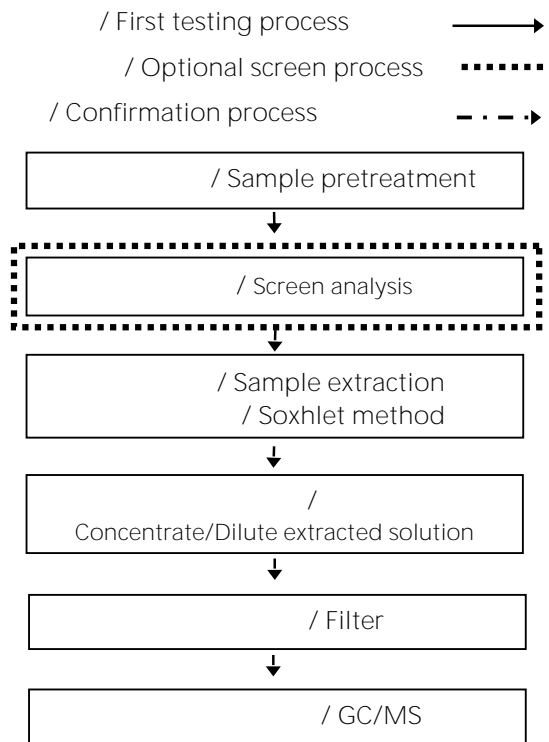 / First testing process
/ Optional screen process
/ Confirmation process
/ Sample pretreatment
/ Screen analysis
/ Sample extraction
/ Soxhlet method
/
Concentrate/Dilute extracted solution
/ Filter
/ GC/MS